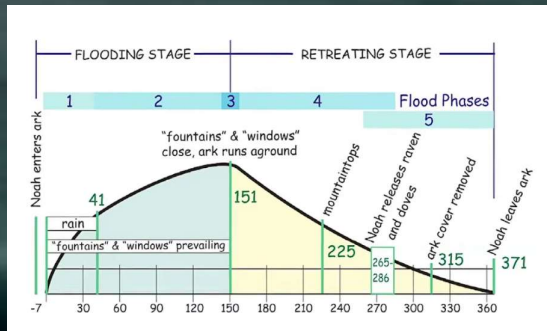 FLOODING STAGE
RETREATING STAGE
1
2
3
4
Flood Phases
5
Noah enters ark
"fountains" & "windows"
close, ark runs aground
41
151
mountaintops
225
Noah releases raven
and doves
265-
286
ark cover removed
315
Noah leaves ark
371
rain
"fountains" & "windows" prevailing
-7 30 60 90 120 150 180 210 240 270 300 330 360